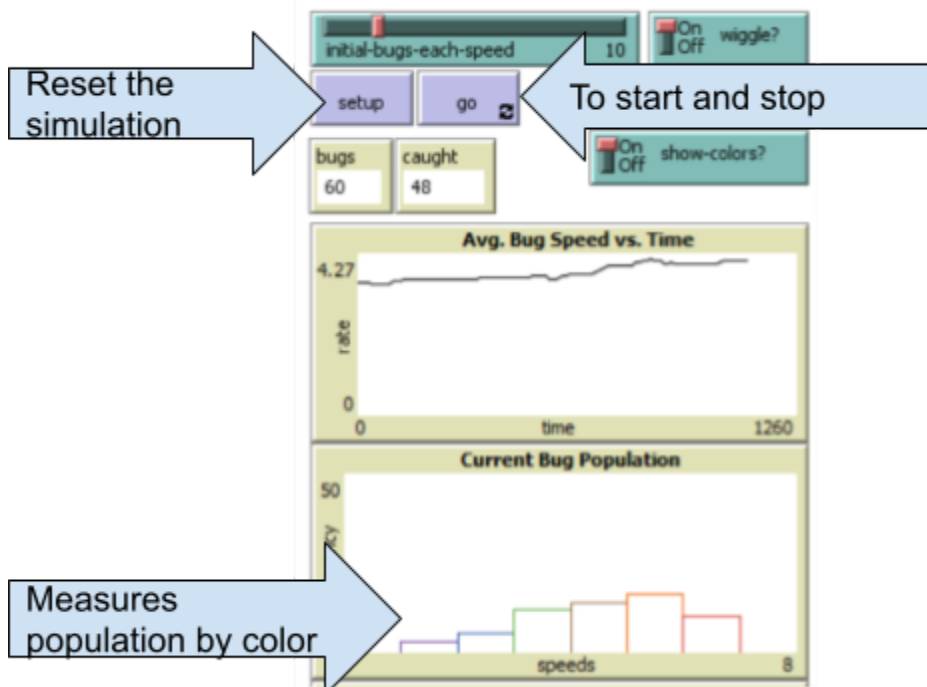 initial-bugs-each-speed 10
On
Off
wiggle?
Reset the
simulation
setup
go
To start and stop
bugs
60
caught
48
On
Off
show-colors?
Avg. Bug Speed vs. Time
4.27
rate
0
0 time 1260
Current Bug Population
50
Measures
population by color
speeds 8